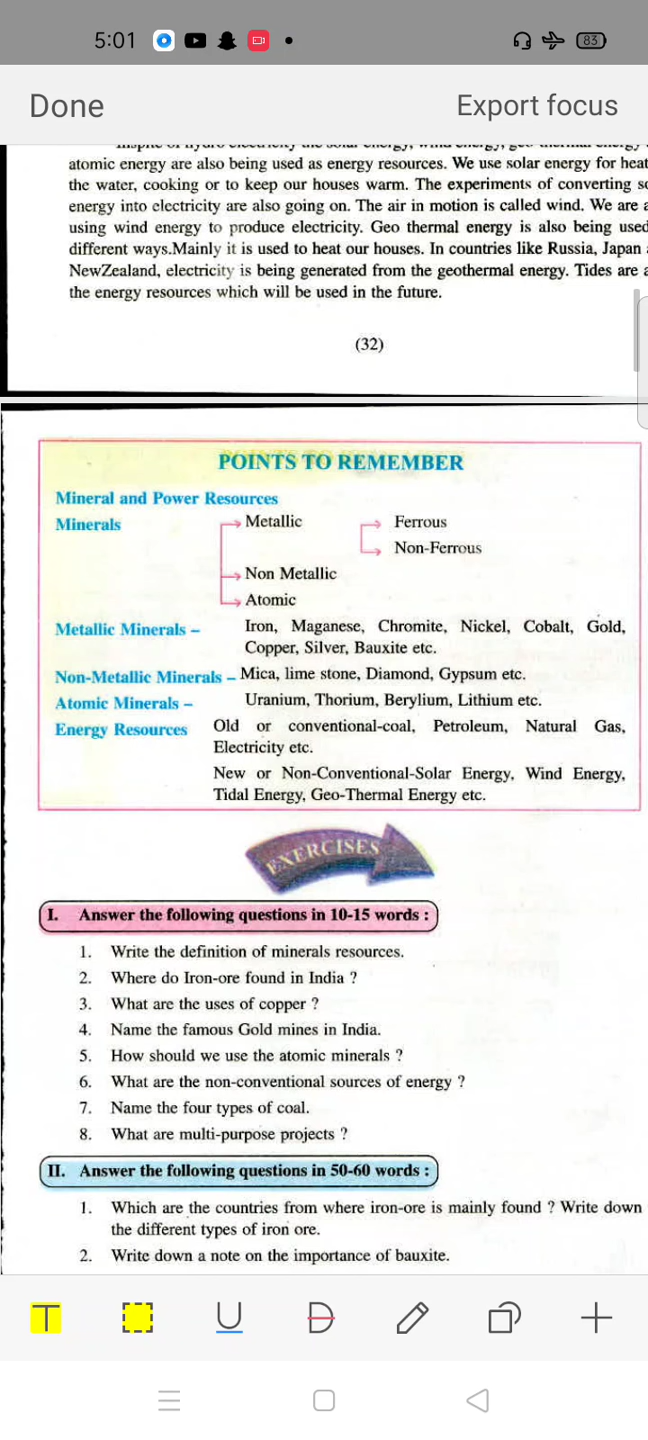 5:01
83
Done
Export focus
atomic energy are also being used as energy resources. We use solar energy for heat
the water, cooking or to keep our houses warm. The experiments of converting
energy into electricity are also going on. The air in motion is called wind. We are
using wind energy to produce electricity. Geo thermal energy is also being used
different ways.Mainly it is used to heat our houses. In countries like Russia, Japan
NewZealand, electricity is being generated from the geothermal energy. Tides are
the energy resources which will be used in the future.
(32)
POINTS TO REMEMBER
Mineral and Power Resources
Minerals Metallic Ferrous
Non-Ferrous
Non Metallic
Atomic
Metallic Minerals – Iron, Maganese, Chromite, Nickel, Cobalt, Gold,
Copper, Silver, Bauxite etc.
Non-Metallic Minerals – Mica, lime stone, Diamond, Gypsum etc.
Atomic Minerals – Uranium, Thorium, Berylium, Lithium etc.
Energy Resources Old or conventional-coal, Petroleum, Natural Gas,
Electricity etc.
New or Non-Conventional-Solar Energy, Wind Energy,
Tidal Energy, Geo-Thermal Energy etc.
EXERCISES
I. Answer the following questions in 10-15 words :
1. Write the definition of minerals resources.
2. Where do Iron-ore found in India ?
3. What are the uses of copper ?
4. Name the famous Gold mines in India.
5. How should we use the atomic minerals ?
6. What are the non-conventional sources of energy ?
7. Name the four types of coal.
8. What are multi-purpose projects ?
II. Answer the following questions in 50-60 words :
1. Which are the countries from where iron-ore is mainly found ? Write down
the different types of iron ore.
2. Write down a note on the importance of bauxite.